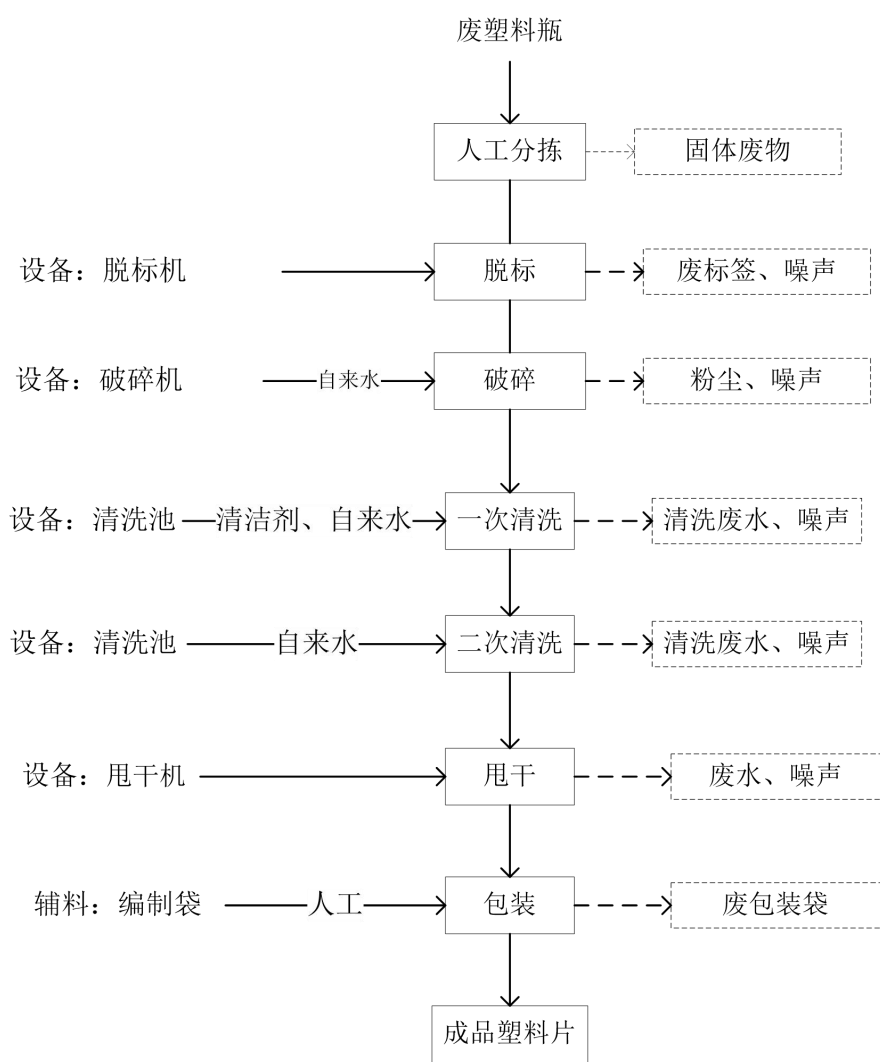 废塑料瓶
人工分拣 固体废物
设备：脱标机 脱标 废标签、噪声
设备：破碎机 自来水 破碎 粉尘、噪声
设备：清洗池 清洁剂、自来水 一次清洗 清洗废水、噪声
设备：清洗池 自来水 二次清洗 清洗废水、噪声
设备：甩干机 甩干 废水、噪声
辅料：编制袋 人工 包装 废包装袋
成品塑料片